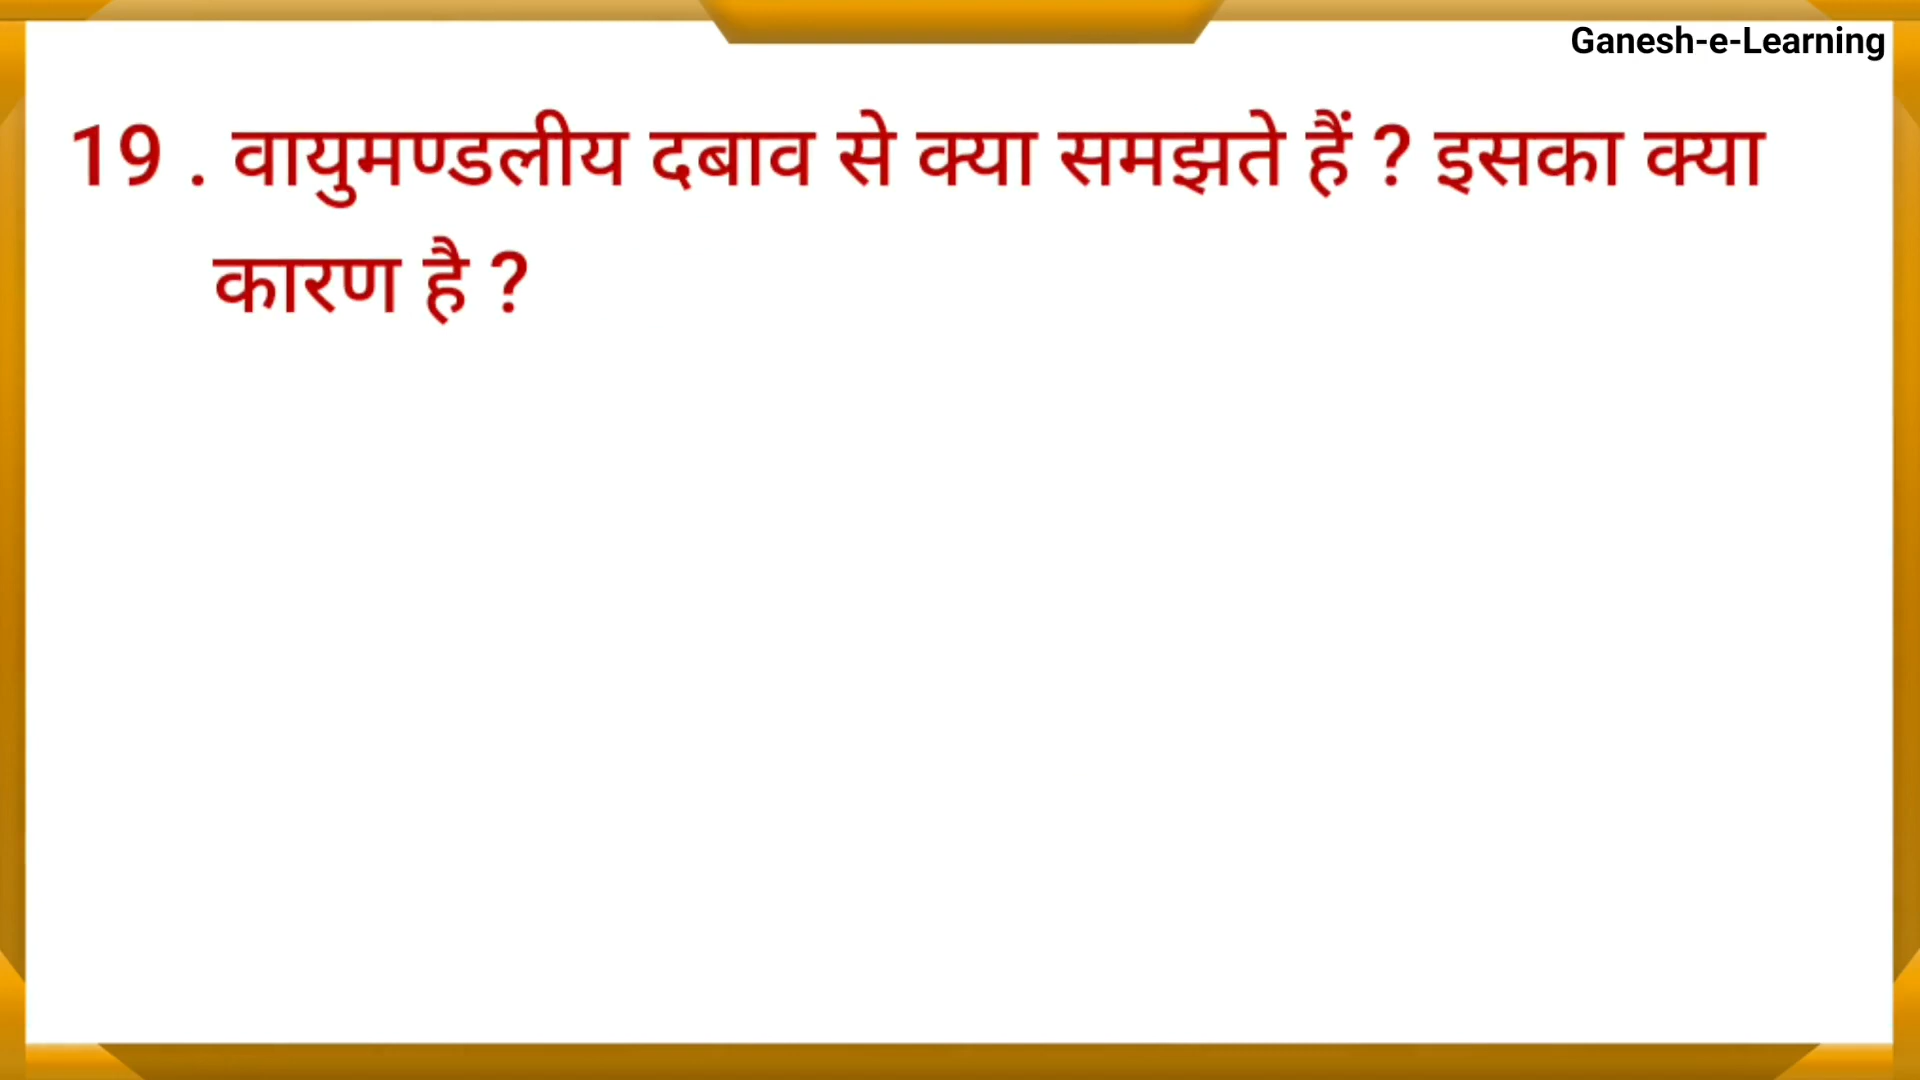 Ganesh-e-Learning
19 . वायुमण्डलीय दबाव से क्या समझते हैं ? इसका क्या
कारण है ?